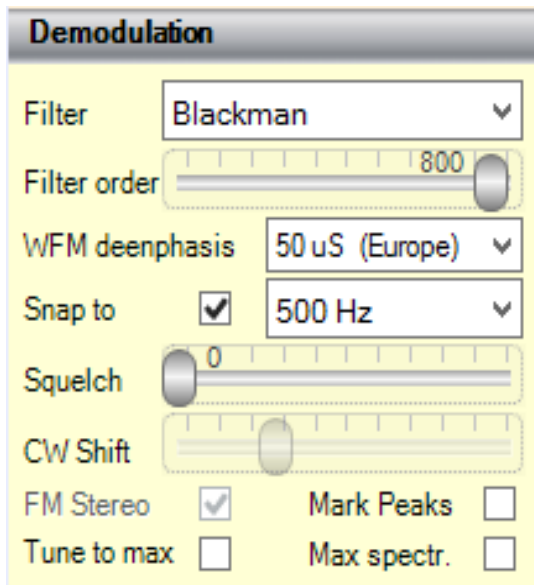 Demodulation
Filter Blackman
Filter order 800
WFM deenphasis 50 uS (Europe)
Snap to 500 Hz
Squelch 0
CW Shift
FM Stereo Mark Peaks
Tune to max Max spectr.